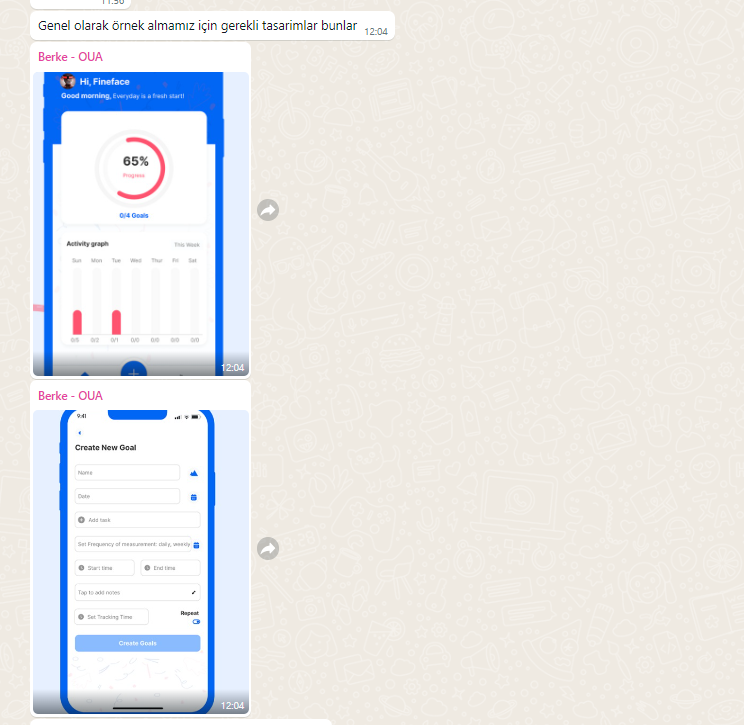 Genel olarak örnek almamız için gerekli tasarimlar bunlar
12:04
Berke - OUA
Hi, Fineface
Good morning, Everyday is a fresh start!
65%
Progress
0/4 Goals
Activity graph
This Week
Sun Mon Tue Wed Thur Fri Sat
0/5 0/3 0/1 0/0 0/0 0/0 0/0
12:04
Berke - OUA
9:41
Create New Goal
Name
Date
Add task
Set Frequency of measurement: daily, weekly
Start time End time
Tap to add notes
Set Tracking Time
Repeat
Create Goals
12:04